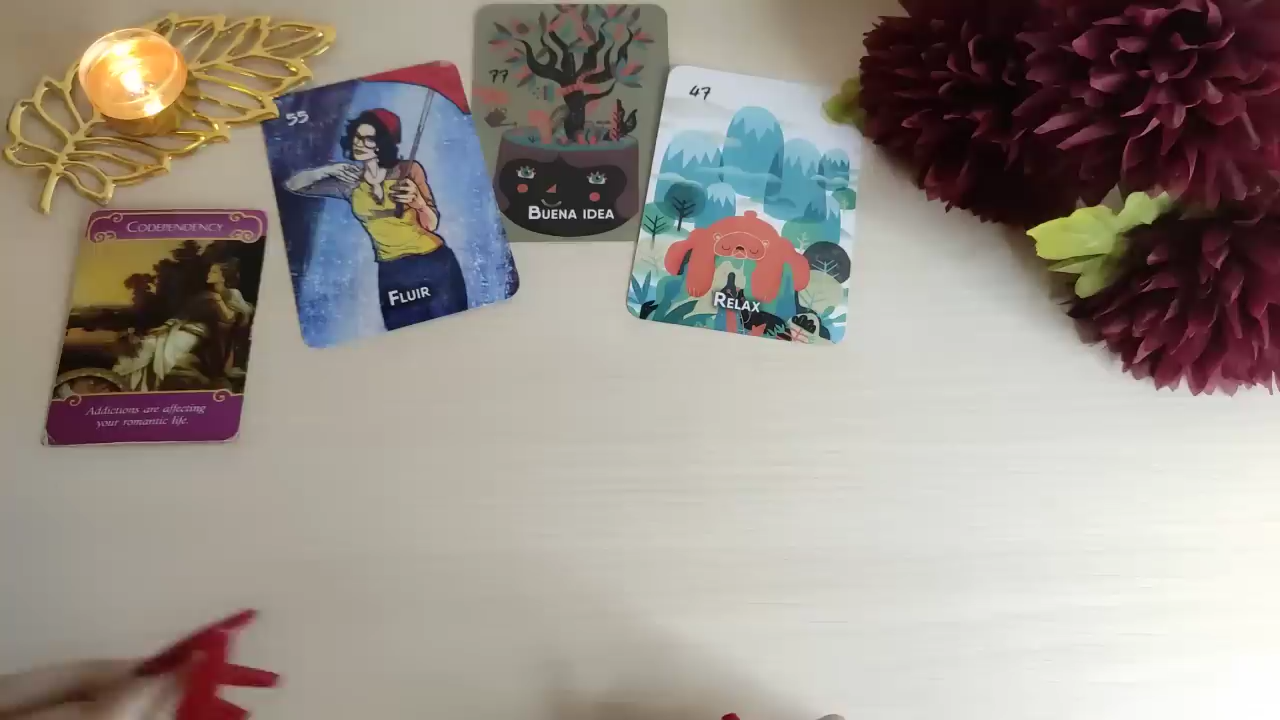 CODEPENDENCY
Addictions are affecting
your romantic life.
55
FLUIR
77
BUENA IDEA
47
RELAX